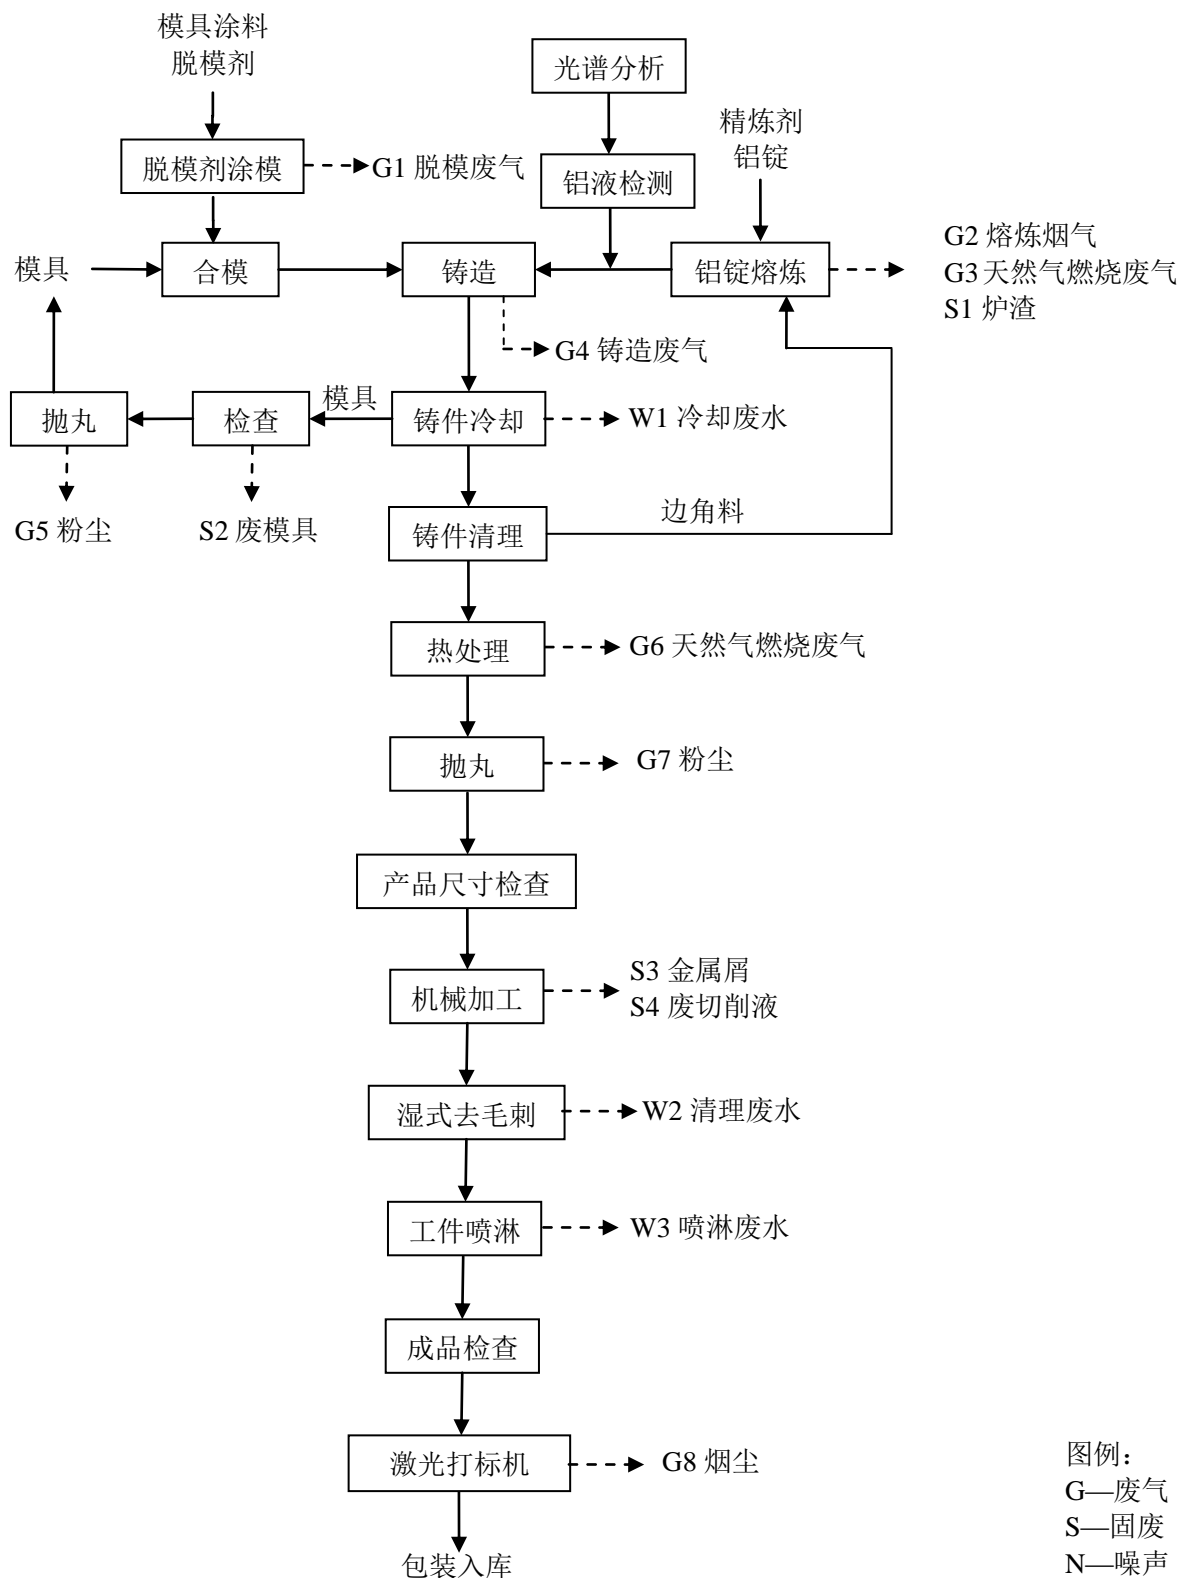 模具涂料
脱模剂
光谱分析
精炼剂
铝锭
脱模剂涂模
G1 脱模废气
铝液检测
模具
合模
铸造
铝锭熔炼
G2 熔炼烟气
G3 天然气燃烧废气
S1 炉渣
G4 铸造废气
抛丸
检查
模具
铸件冷却
W1 冷却废水
G5 粉尘
S2 废模具
铸件清理
边角料
热处理
G6 天然气燃烧废气
抛丸
G7 粉尘
产品尺寸检查
机械加工
S3 金属屑
S4 废切削液
湿式去毛刺
W2 清理废水
工件喷淋
W3 喷淋废水
成品检查
激光打标机
G8 烟尘
包装入库
图例：
G—废气
S—固废
N—噪声